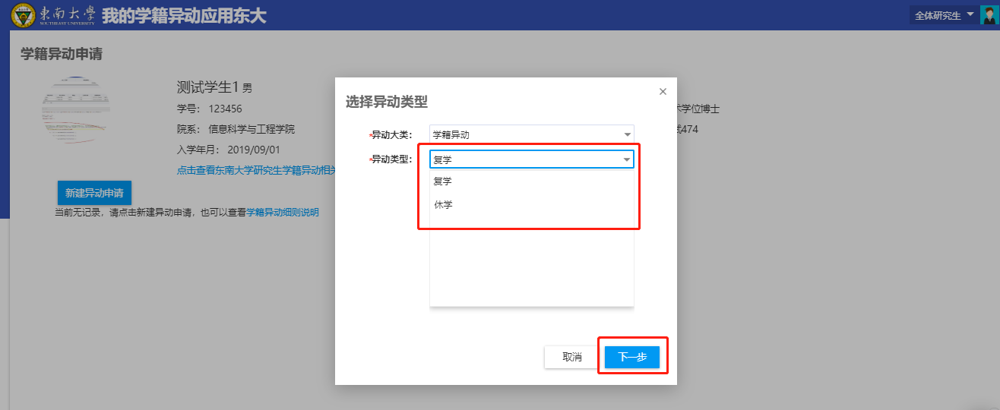 東南大學 我的学籍异动应用东大
SOUTHEAST UNIVERSITY
全体研究生
学籍异动申请
测试学生1 男
学号： 123456
学位博士
院系： 信息科学与工程学院
474
入学年月： 2019/09/01
点击查看东南大学研究生学籍异动相关
新建异动申请
当前无记录，请点击新建异动申请，也可以查看学籍异动细则说明
×
选择异动类型
*异动大类： 学籍异动
*异动类型： 复学
复学
休学
取消 下一步